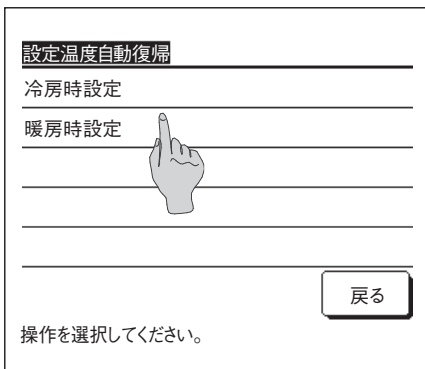 設定温度自動復帰
冷房時設定
暖房時設定
戻る
操作を選択してください。